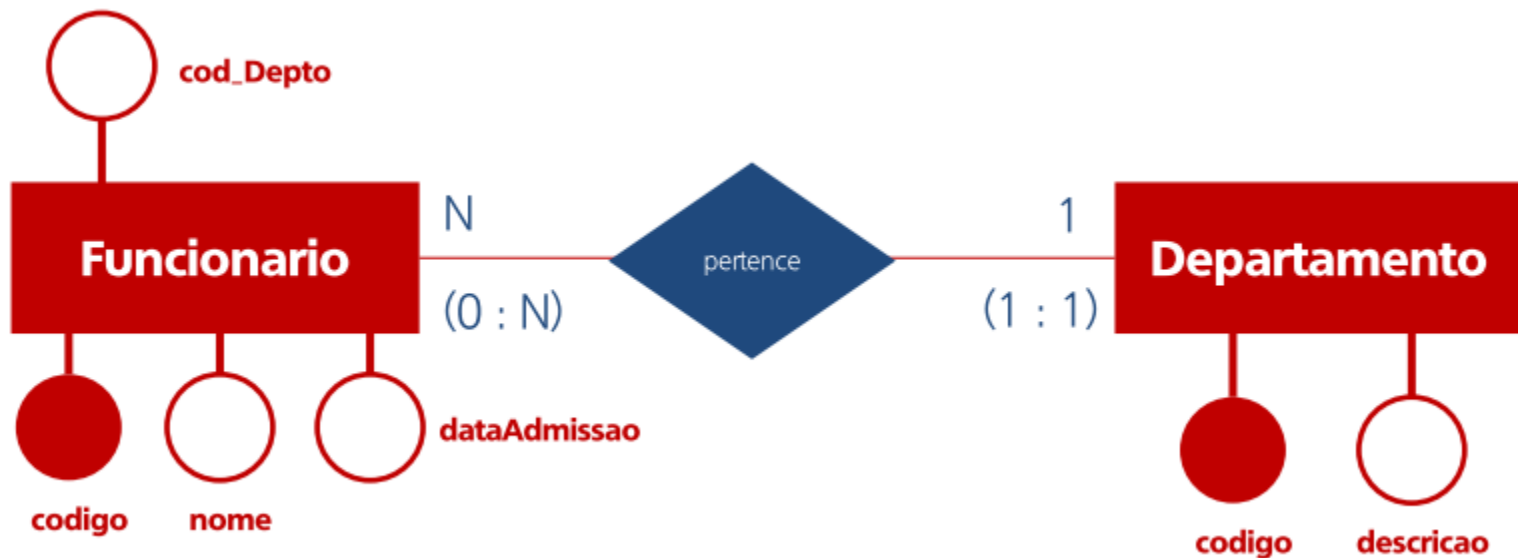 cod_Depto
Funcionario
N
(0 : N)
pertence
1
(1 : 1)
Departamento
dataAdmissao
codigo
nome
codigo
descricao